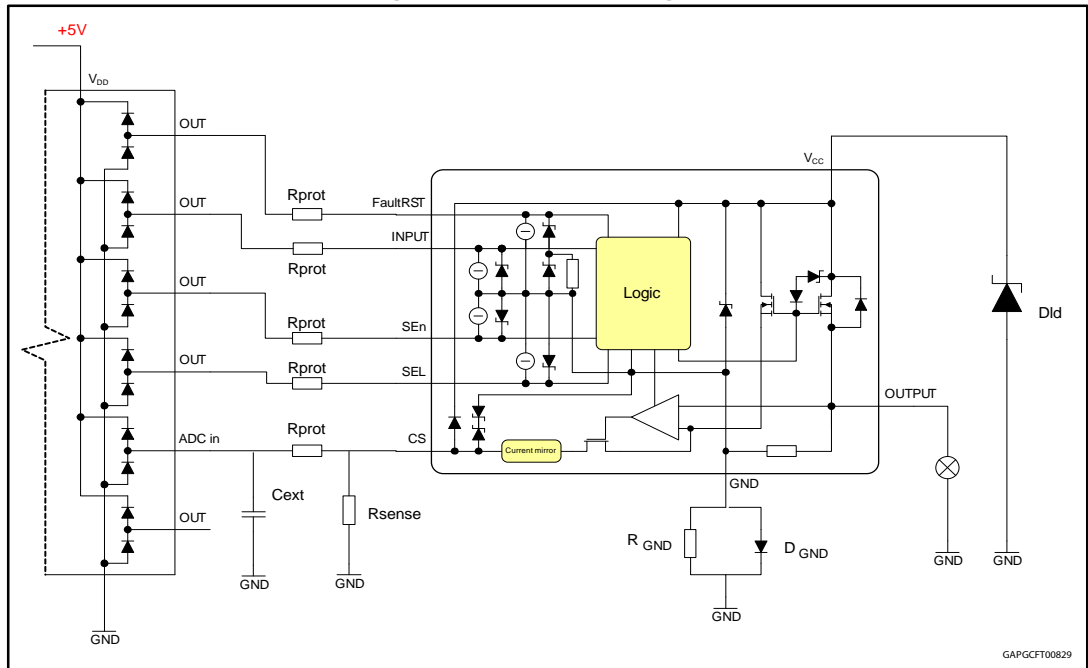 +5V
VDD
OUT
OUT
OUT
OUT
ADC in
OUT
GND
Rprot
Rprot
Rprot
Rprot
Rprot
Cext
GND
Rsense
GND
FaultRST
INPUT
SEn
SEL
CS
Logic
Current mirror
VCC
OUTPUT
GND
R GND
D GND
GND
GND
Dld
GND
GAPGCFT00829